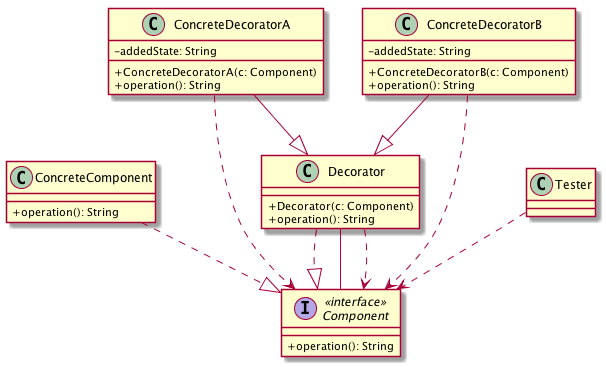 C ConcreteDecoratorA
-addedState: String
+ConcreteDecoratorA(c: Component)
+operation(): String
C ConcreteDecoratorB
-addedState: String
+ConcreteDecoratorB(c: Component)
+operation(): String
C ConcreteComponent
+operation(): String
C Decorator
+Decorator(c: Component)
+operation(): String
C Tester
I «interface»
Component
+operation(): String